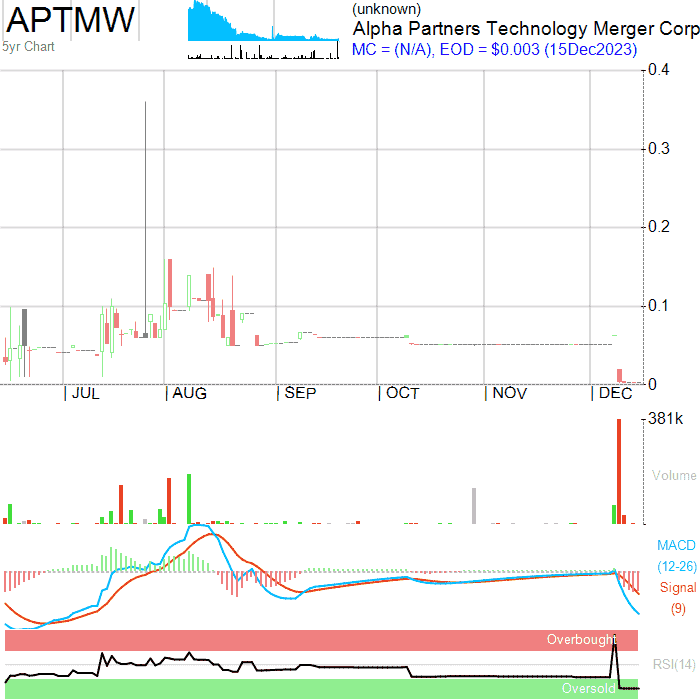 APTMW
5yr Chart
(unknown)
Alpha Partners Technology Merger Corp
MC = (N/A), EOD = $0.003 (15Dec2023)
0.4
0.3
0.2
0.1
0
| JUL | AUG | SEP | OCT | NOV | DEC
381k
Volume
MACD
(12-26)
Signal
(9)
Overbought
RSI(14)
Oversold